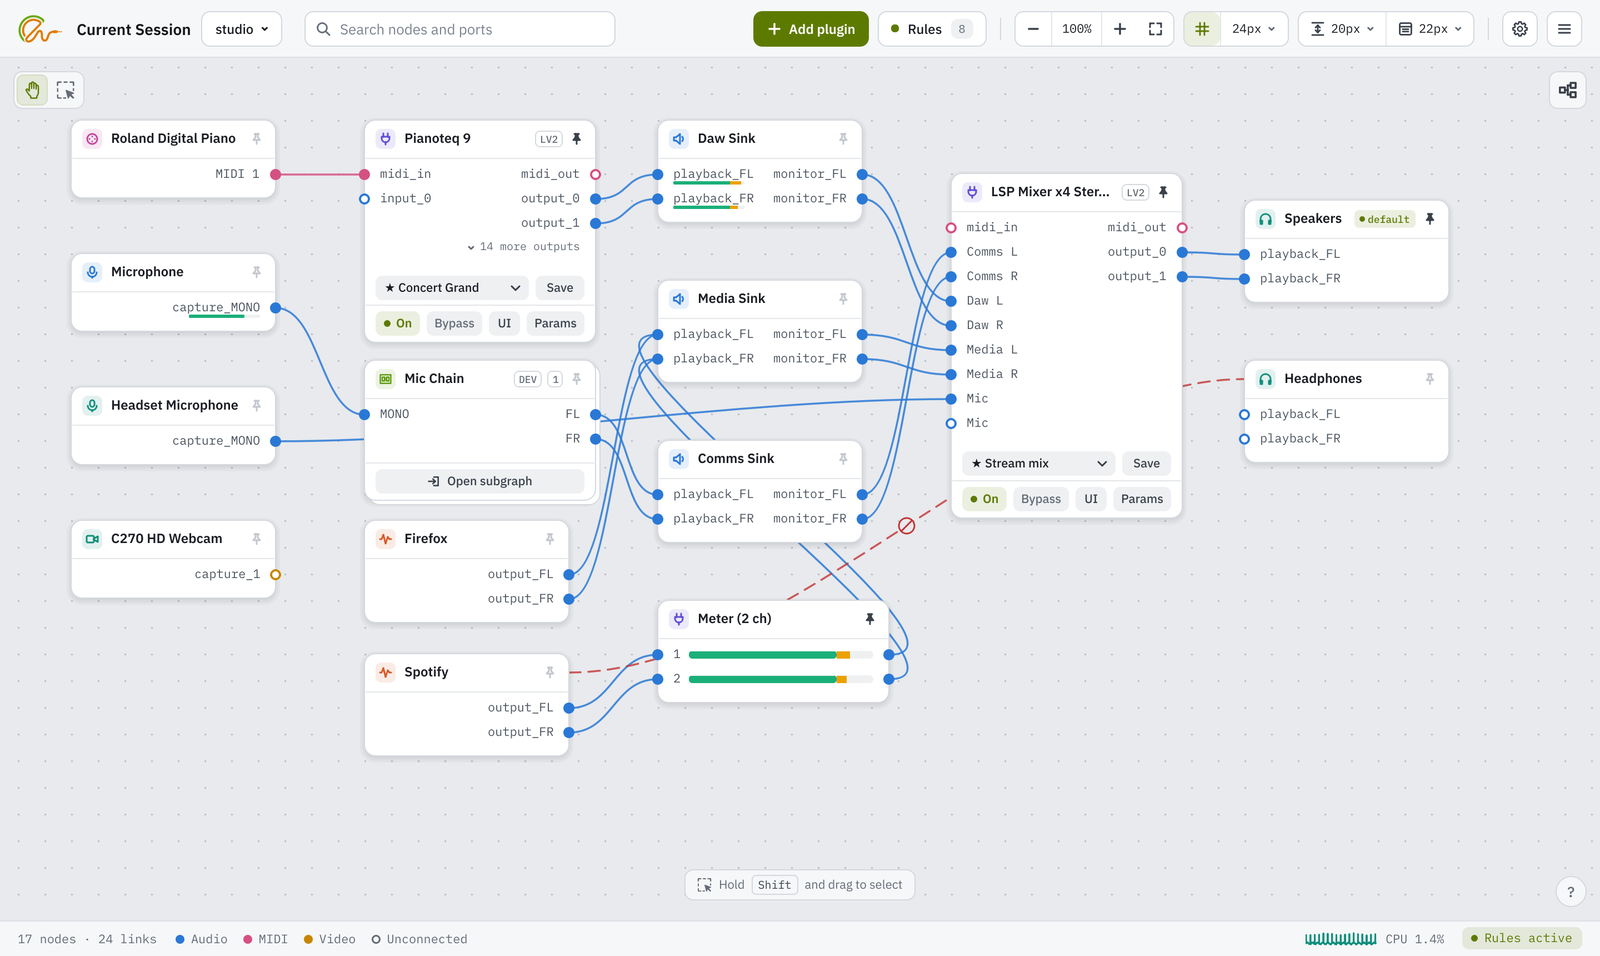 Current Session
studio
Search nodes and ports
Add plugin
Rules 8
100%
24px
20px
22px
Roland Digital Piano
MIDI 1
Microphone
capture_MONO
Headset Microphone
capture_MONO
C270 HD Webcam
capture_1
Pianoteq 9 LV2
midi_in midi_out
input_0 output_0
output_1
14 more outputs
★ Concert Grand Save
On Bypass UI Params
Mic Chain DEV 1
MONO FL
FR
Open subgraph
Firefox
output_FL
output_FR
Spotify
output_FL
output_FR
Daw Sink
playback_FL monitor_FL
playback_FR monitor_FR
Media Sink
playback_FL monitor_FL
playback_FR monitor_FR
Comms Sink
playback_FL monitor_FL
playback_FR monitor_FR
Meter (2 ch)
1
2
LSP Mixer x4 Ster... LV2
midi_in midi_out
Comms L output_0
Comms R output_1
Daw L
Daw R
Media L
Media R
Mic
Mic
★ Stream mix Save
On Bypass UI Params
Speakers default
playback_FL
playback_FR
Headphones
playback_FL
playback_FR
Hold Shift and drag to select
?
17 nodes · 24 links Audio MIDI Video Unconnected
CPU 1.4% Rules active